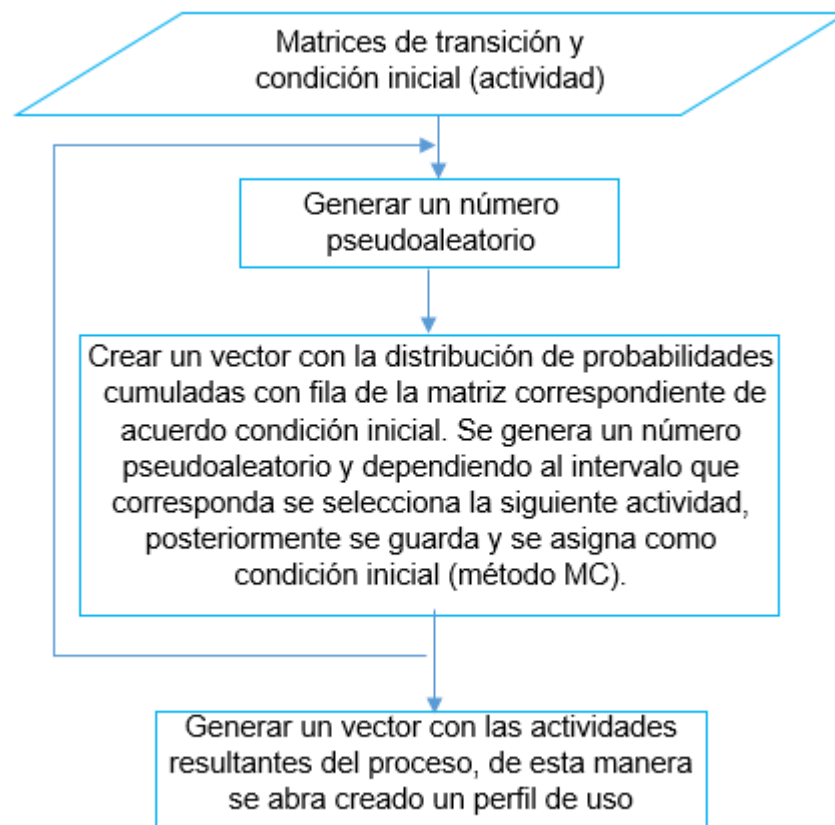 Matrices de transición y
condición inicial (actividad)
Generar un número
pseudoaleatorio
Crear un vector con la distribución de probabilidades
cumuladas con fila de la matriz correspondiente de
acuerdo condición inicial. Se genera un número
pseudoaleatorio y dependiendo al intervalo que
corresponda se selecciona la siguiente actividad,
posteriormente se guarda y se asigna como
condición inicial (método MC).
Generar un vector con las actividades
resultantes del proceso, de esta manera
se abra creado un perfil de uso